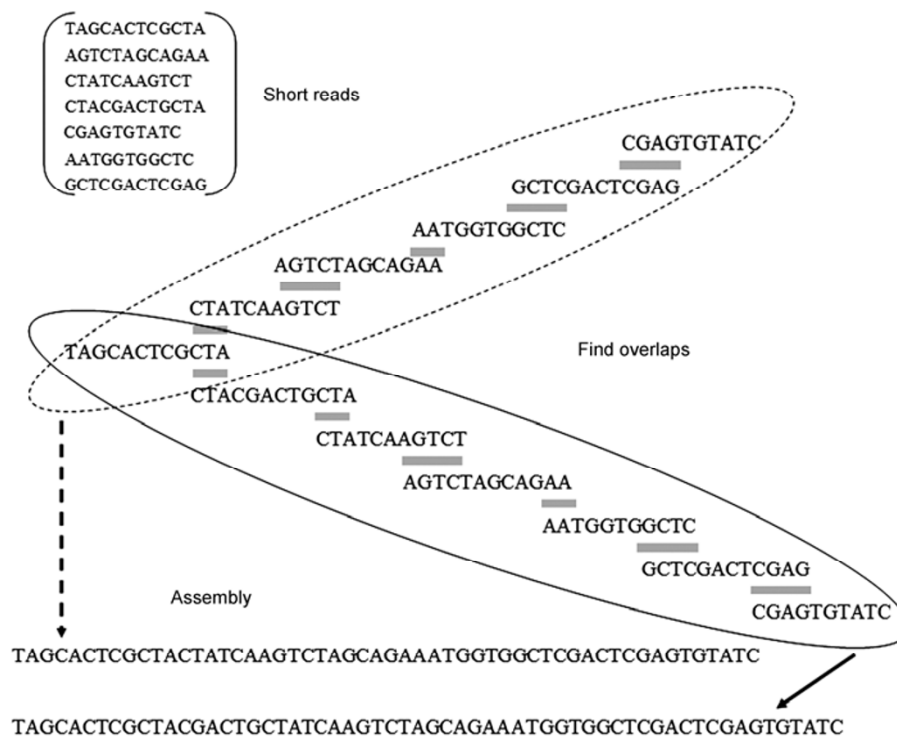 TAGCACTCGCTA
AGTCTAGCAGAA
CTATCAAGTCT
CTACGACTGCTA
CGAGTGTATC
AATGGTGGCTC
GCTCGACTCGAG
Short reads
CGAGTGTATC
GCTCGACTCGAG
AATGGTGGCTC
AGTCTAGCAGAA
CTATCAAGTCT
TAGCACTCGCTA
Find overlaps
CTACGACTGCTA
CTATCAAGTCT
AGTCTAGCAGAA
AATGGTGGCTC
GCTCGACTCGAG
CGAGTGTATC
Assembly
TAGCACTCGCTACTATCAAGTCTAGCAGAAATGGTGGCTCGACTCGAGTGTATC
TAGCACTCGCTACGACTGCTATCAAGTCTAGCAGAAATGGTGGCTCGACTCGAGTGTATC